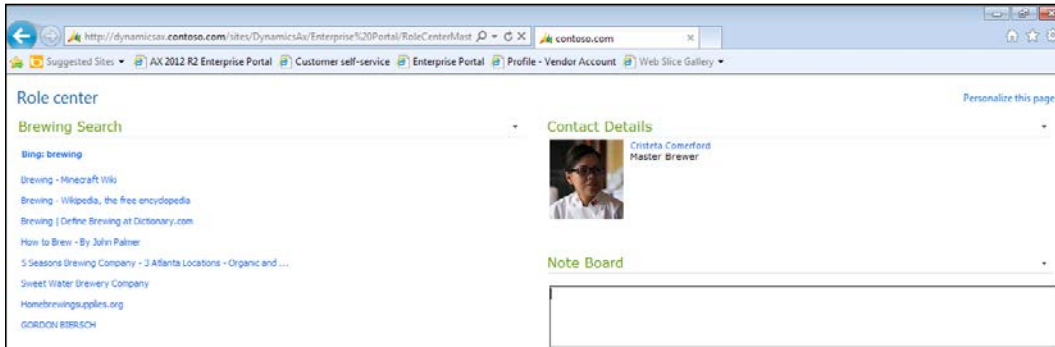 http://dynamicsax.contoso.com/sites/DynamicsAx/Enterprise%20Portal/RoleCenterMast
contoso.com
Suggested Sites
AX 2012 R2 Enterprise Portal
Customer self-service
Enterprise Portal
Profile - Vendor Account
Web Slice Gallery
Role center
Personalize this page
Brewing Search
Contact Details
Bing: brewing
Cristeta Comerford
Master Brewer
Brewing - Minecraft Wiki
Brewing - Wikipedia, the free encyclopedia
Brewing | Define Brewing at Dictionary.com
How to Brew - By John Palmer
5 Seasons Brewing Company - 3 Atlanta Locations - Organic and ...
Note Board
Sweet Water Brewery Company
Homebrewingsupplies.org
GORDON BIERSCH